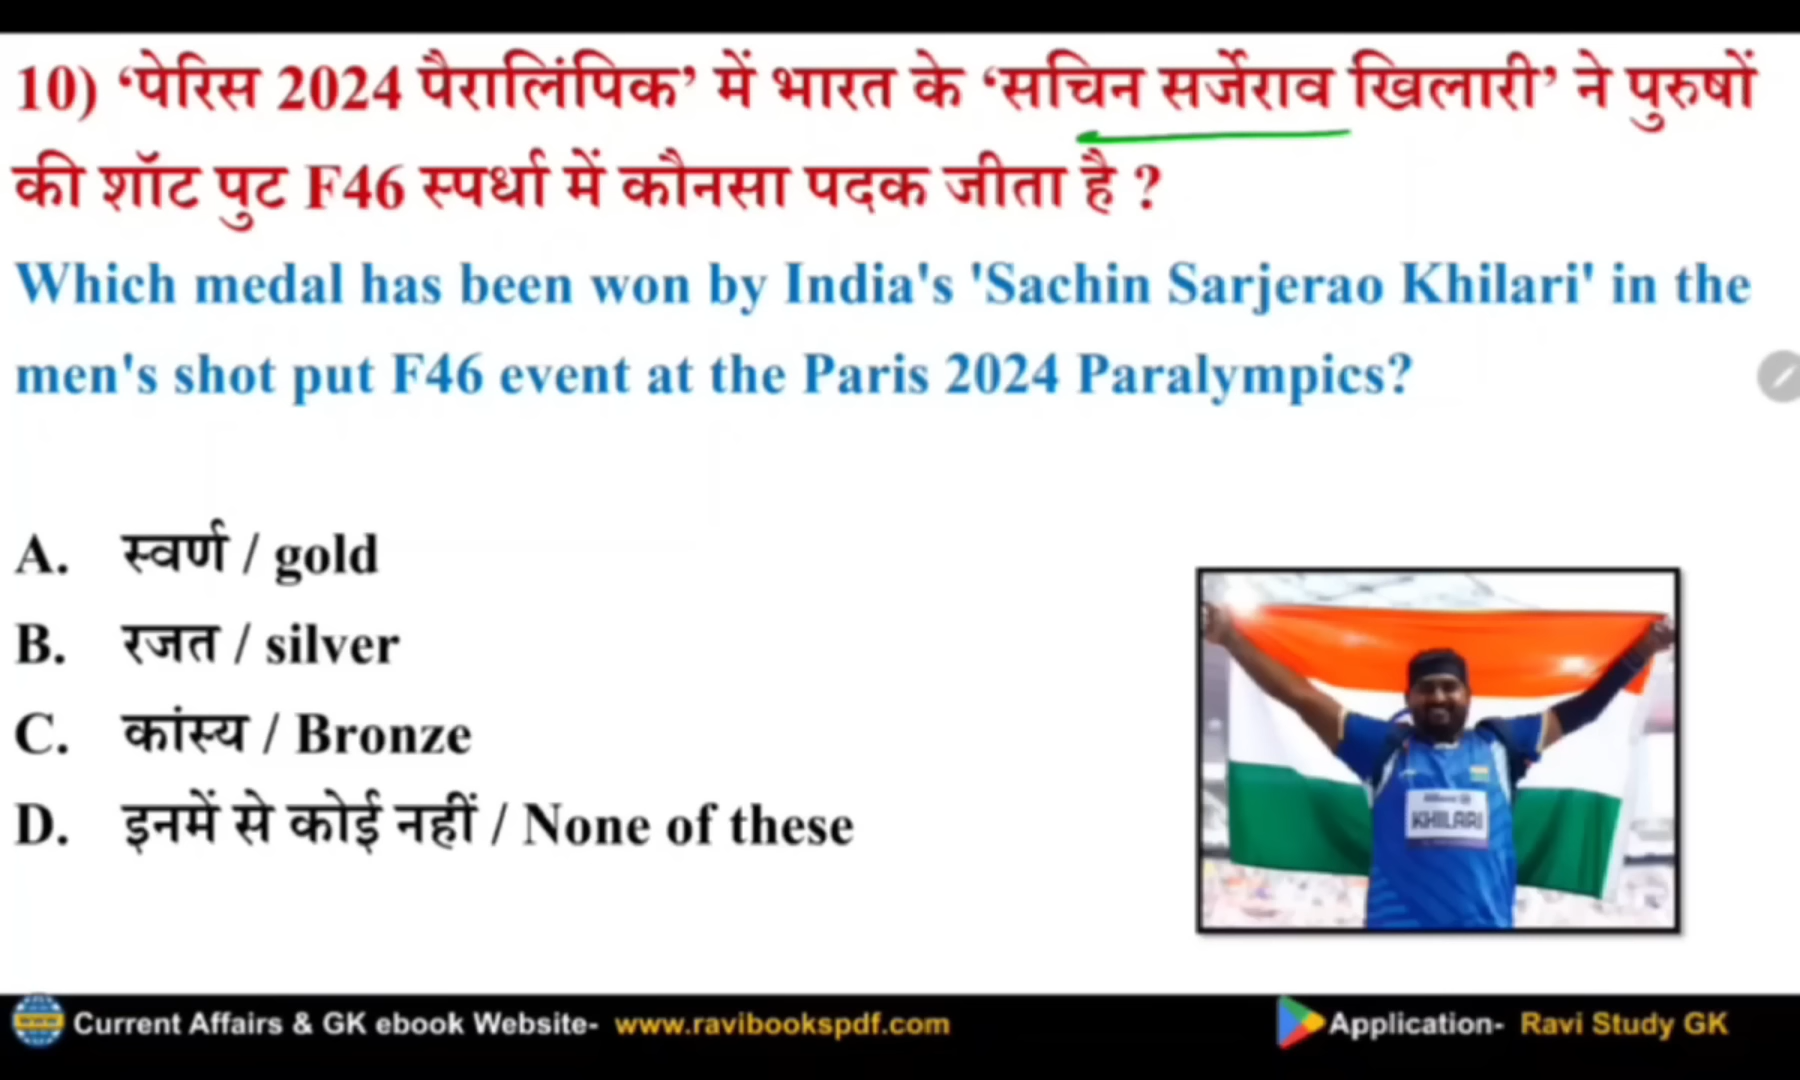 10) ‘पेरिस 2024 पैरालिंपिक’ में भारत के ‘सचिन सर्जेराव खिलारी’ ने पुरुषों
की शॉट पुट F46 स्पर्धा में कौनसा पदक जीता है ?
Which medal has been won by India's 'Sachin Sarjerao Khilari' in the
men's shot put F46 event at the Paris 2024 Paralympics?
A. स्वर्ण / gold
B. रजत / silver
C. कांस्य / Bronze
D. इनमें से कोई नहीं / None of these
KHILARI
Current Affairs & GK ebook Website- www.ravibookspdf.com
Application- Ravi Study GK